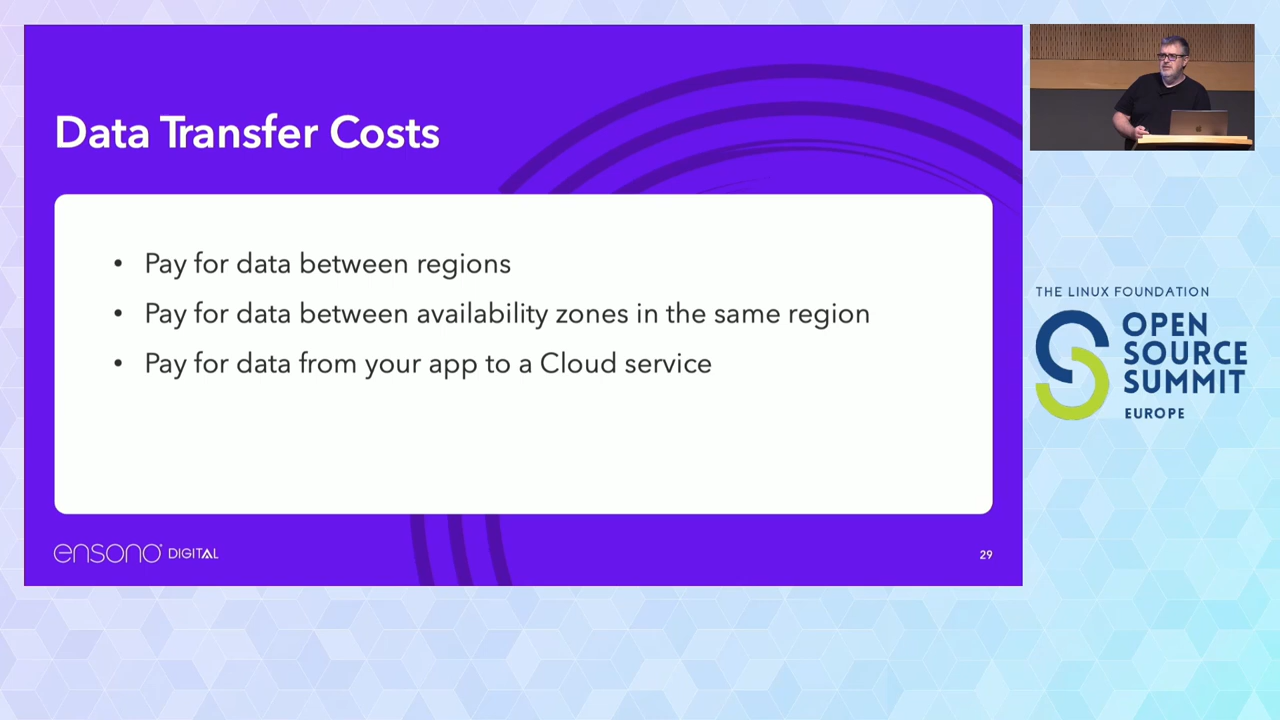 Data Transfer Costs
• Pay for data between regions
• Pay for data between availability zones in the same region
• Pay for data from your app to a Cloud service
ensono DIGITAL
29
THE LINUX FOUNDATION
OPEN
SOURCE
SUMMIT
EUROPE